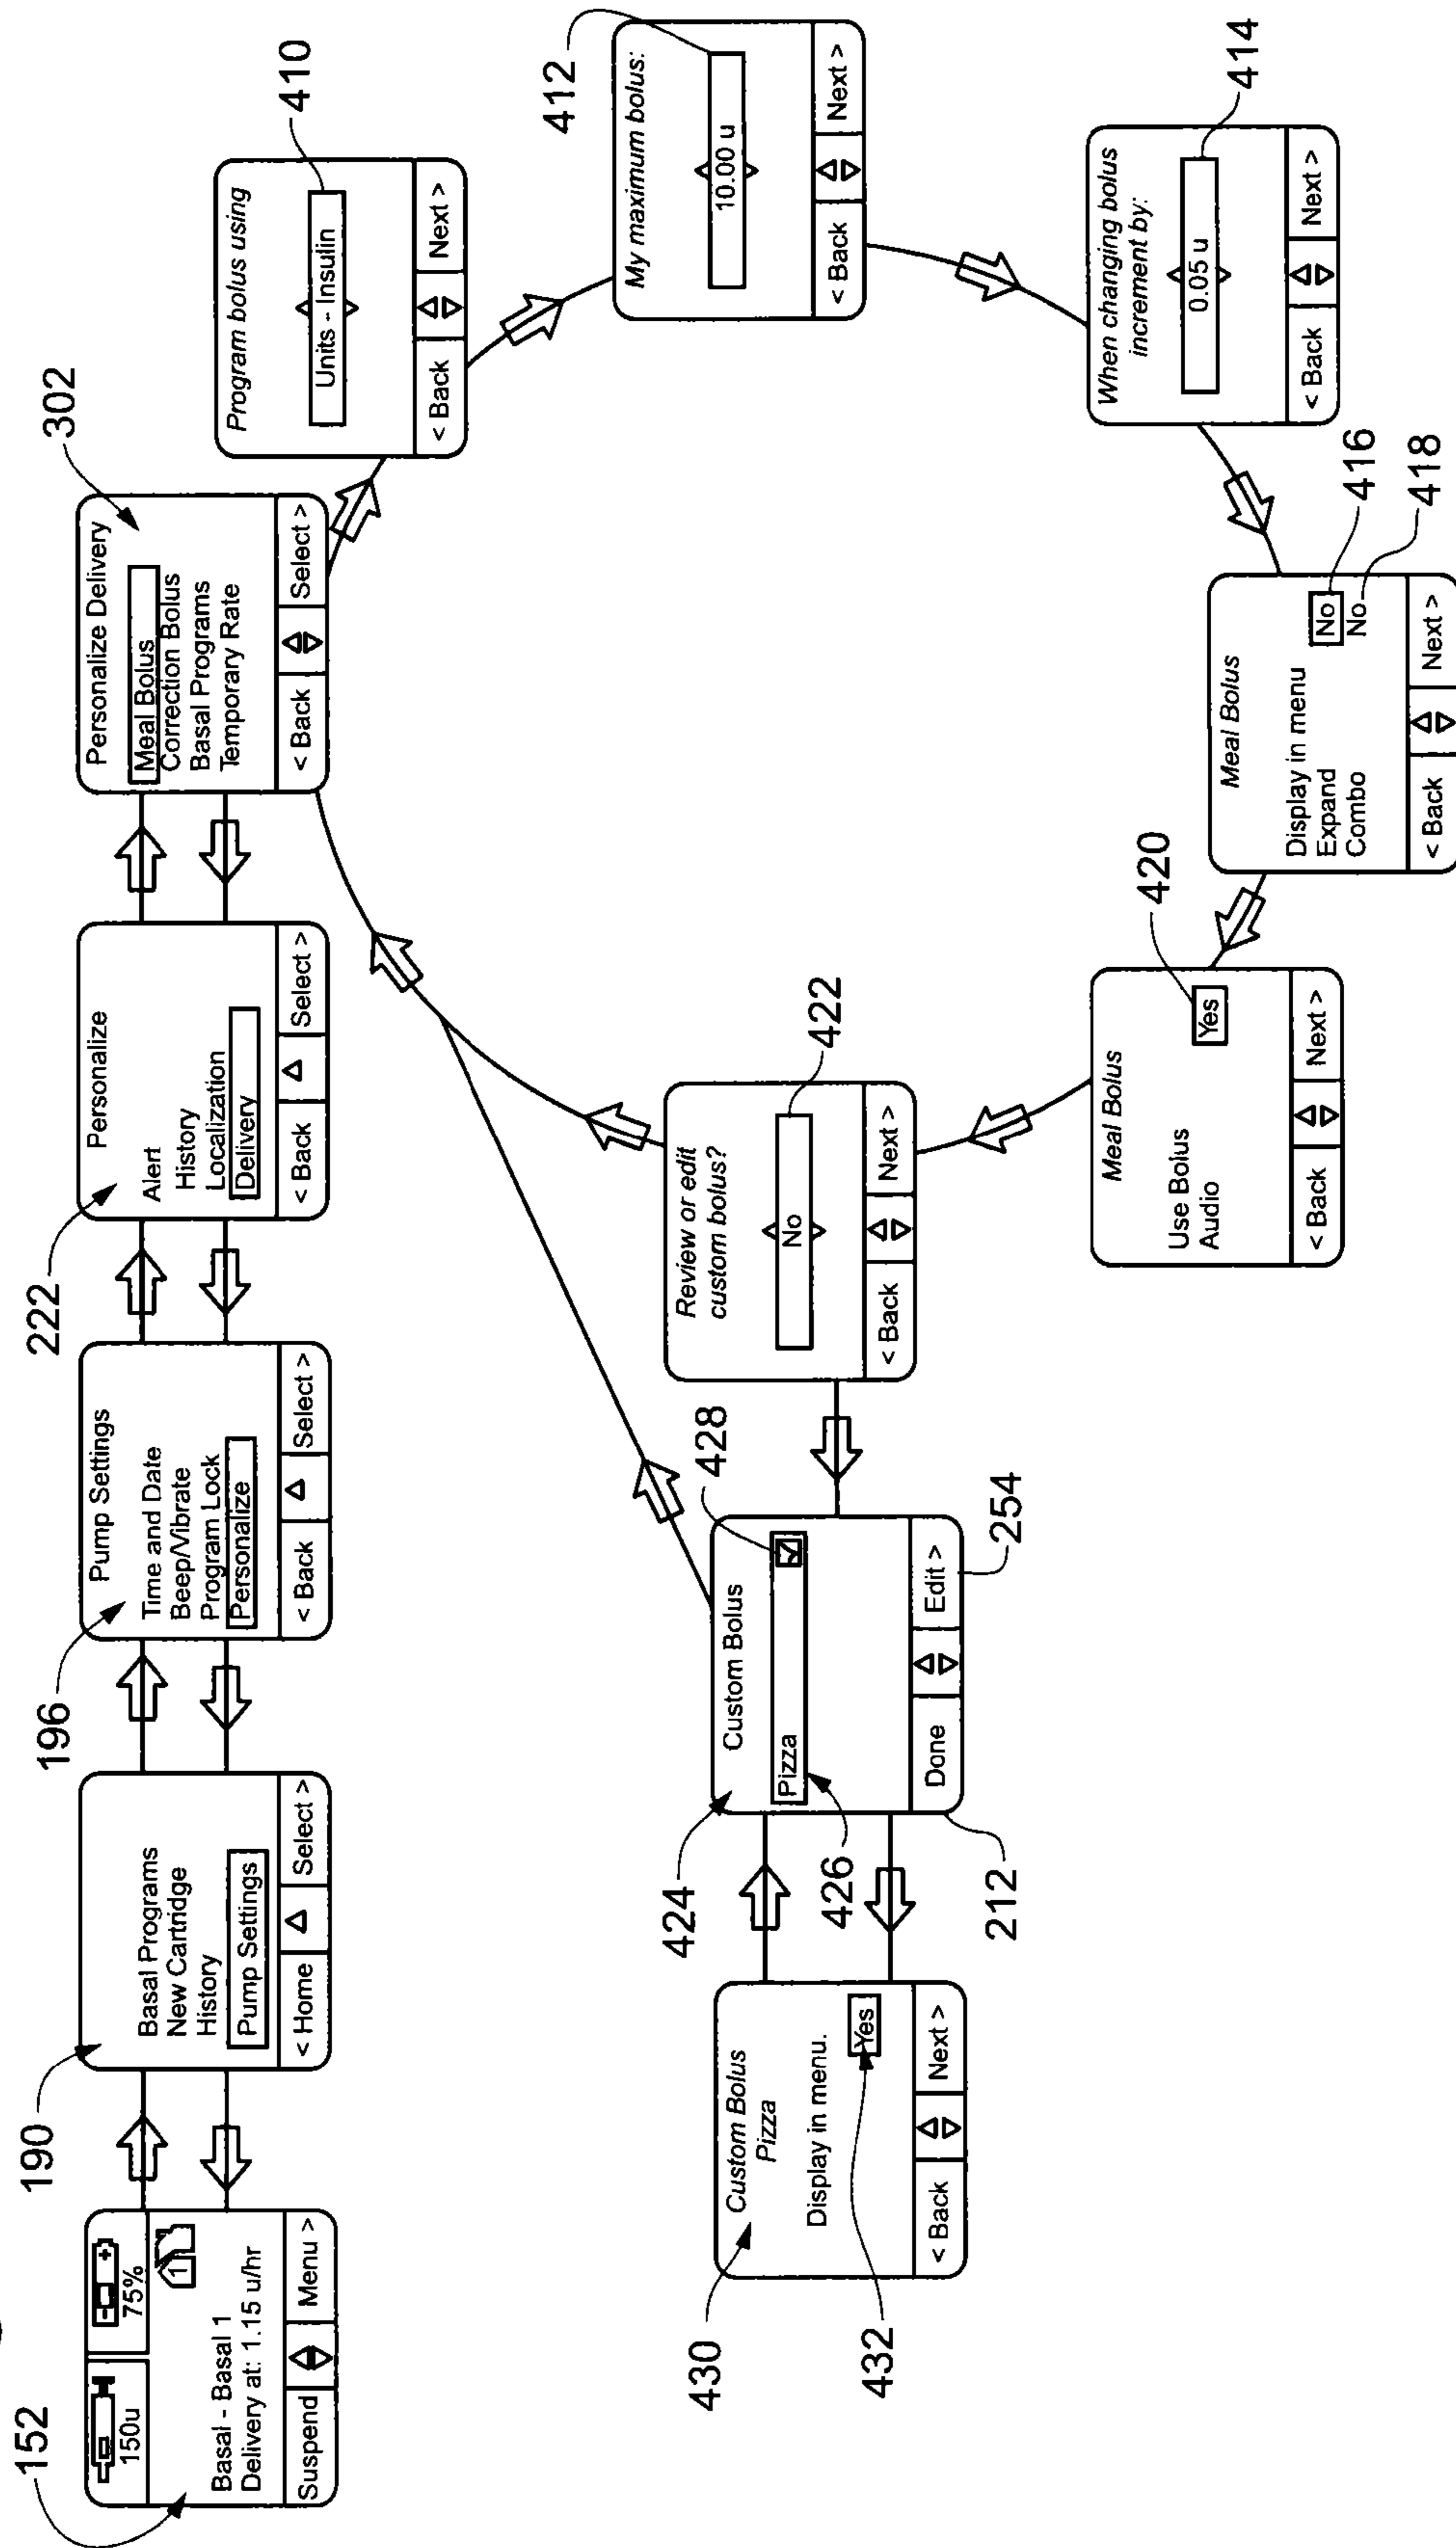 152
150u
75%
1
Basal - Basal 1
Delivery at: 1.15 u/hr
Suspend
Menu >
190
Basal Programs
New Cartridge
History
Pump Settings
< Home
Select >
196
Pump Settings
Time and Date
Beep/Vibrate
Program Lock
Personalize
< Back
Select >
222
Personalize
Alert
History
Localization
Delivery
< Back
Select >
302
Personalize Delivery
Meal Bolus
Correction Bolus
Basal Programs
Temporary Rate
< Back
Select >
410
Program bolus using
Units - Insulin
< Back
Next >
412
My maximum bolus:
10.00 u
< Back
Next >
414
When changing bolus
increment by:
0.05 u
< Back
Next >
Meal Bolus
Display in menu
Expand No
Combo No
416
418
< Back
Next >
420
Meal Bolus
Use Bolus
Audio
Yes
< Back
Next >
422
Review or edit
custom bolus?
No
< Back
Next >
424
Custom Bolus
Pizza
426
428
Done
Edit >
212
254
430
Custom Bolus
Pizza
Display in menu.
Yes
432
< Back
Next >